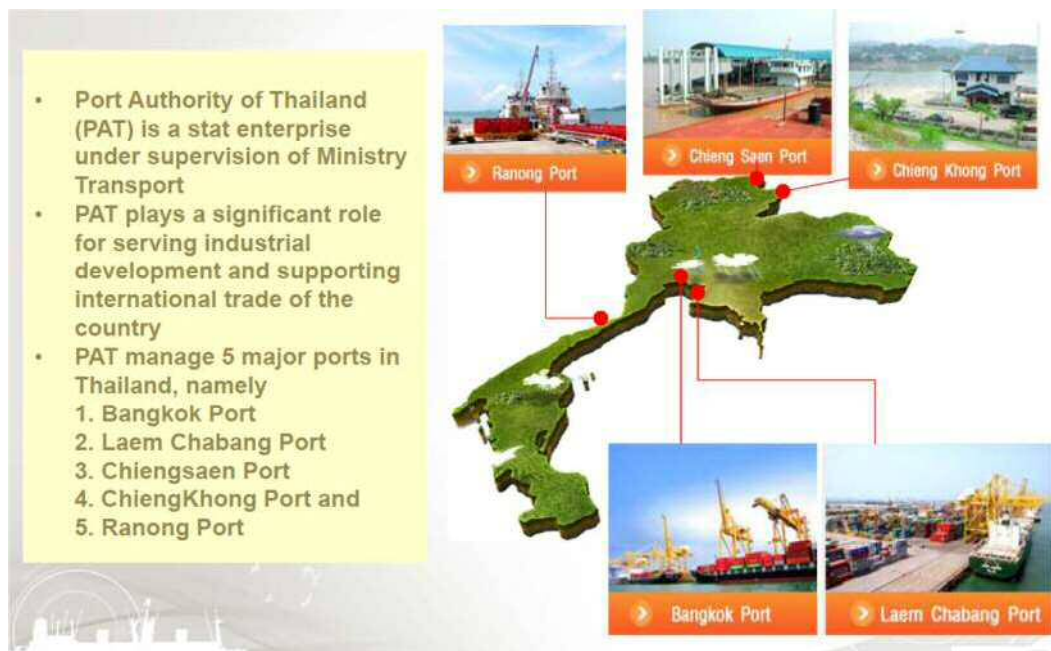 • Port Authority of Thailand
(PAT) is a stat enterprise
under supervision of Ministry
Transport
• PAT plays a significant role
for serving industrial
development and supporting
international trade of the
country
• PAT manage 5 major ports in
Thailand, namely
1. Bangkok Port
2. Laem Chabang Port
3. Chiengsaen Port
4. ChiengKhong Port and
5. Ranong Port
Ranong Port
Chieng Saen Port
Chieng Khong Port
Bangkok Port
Laem Chabang Port